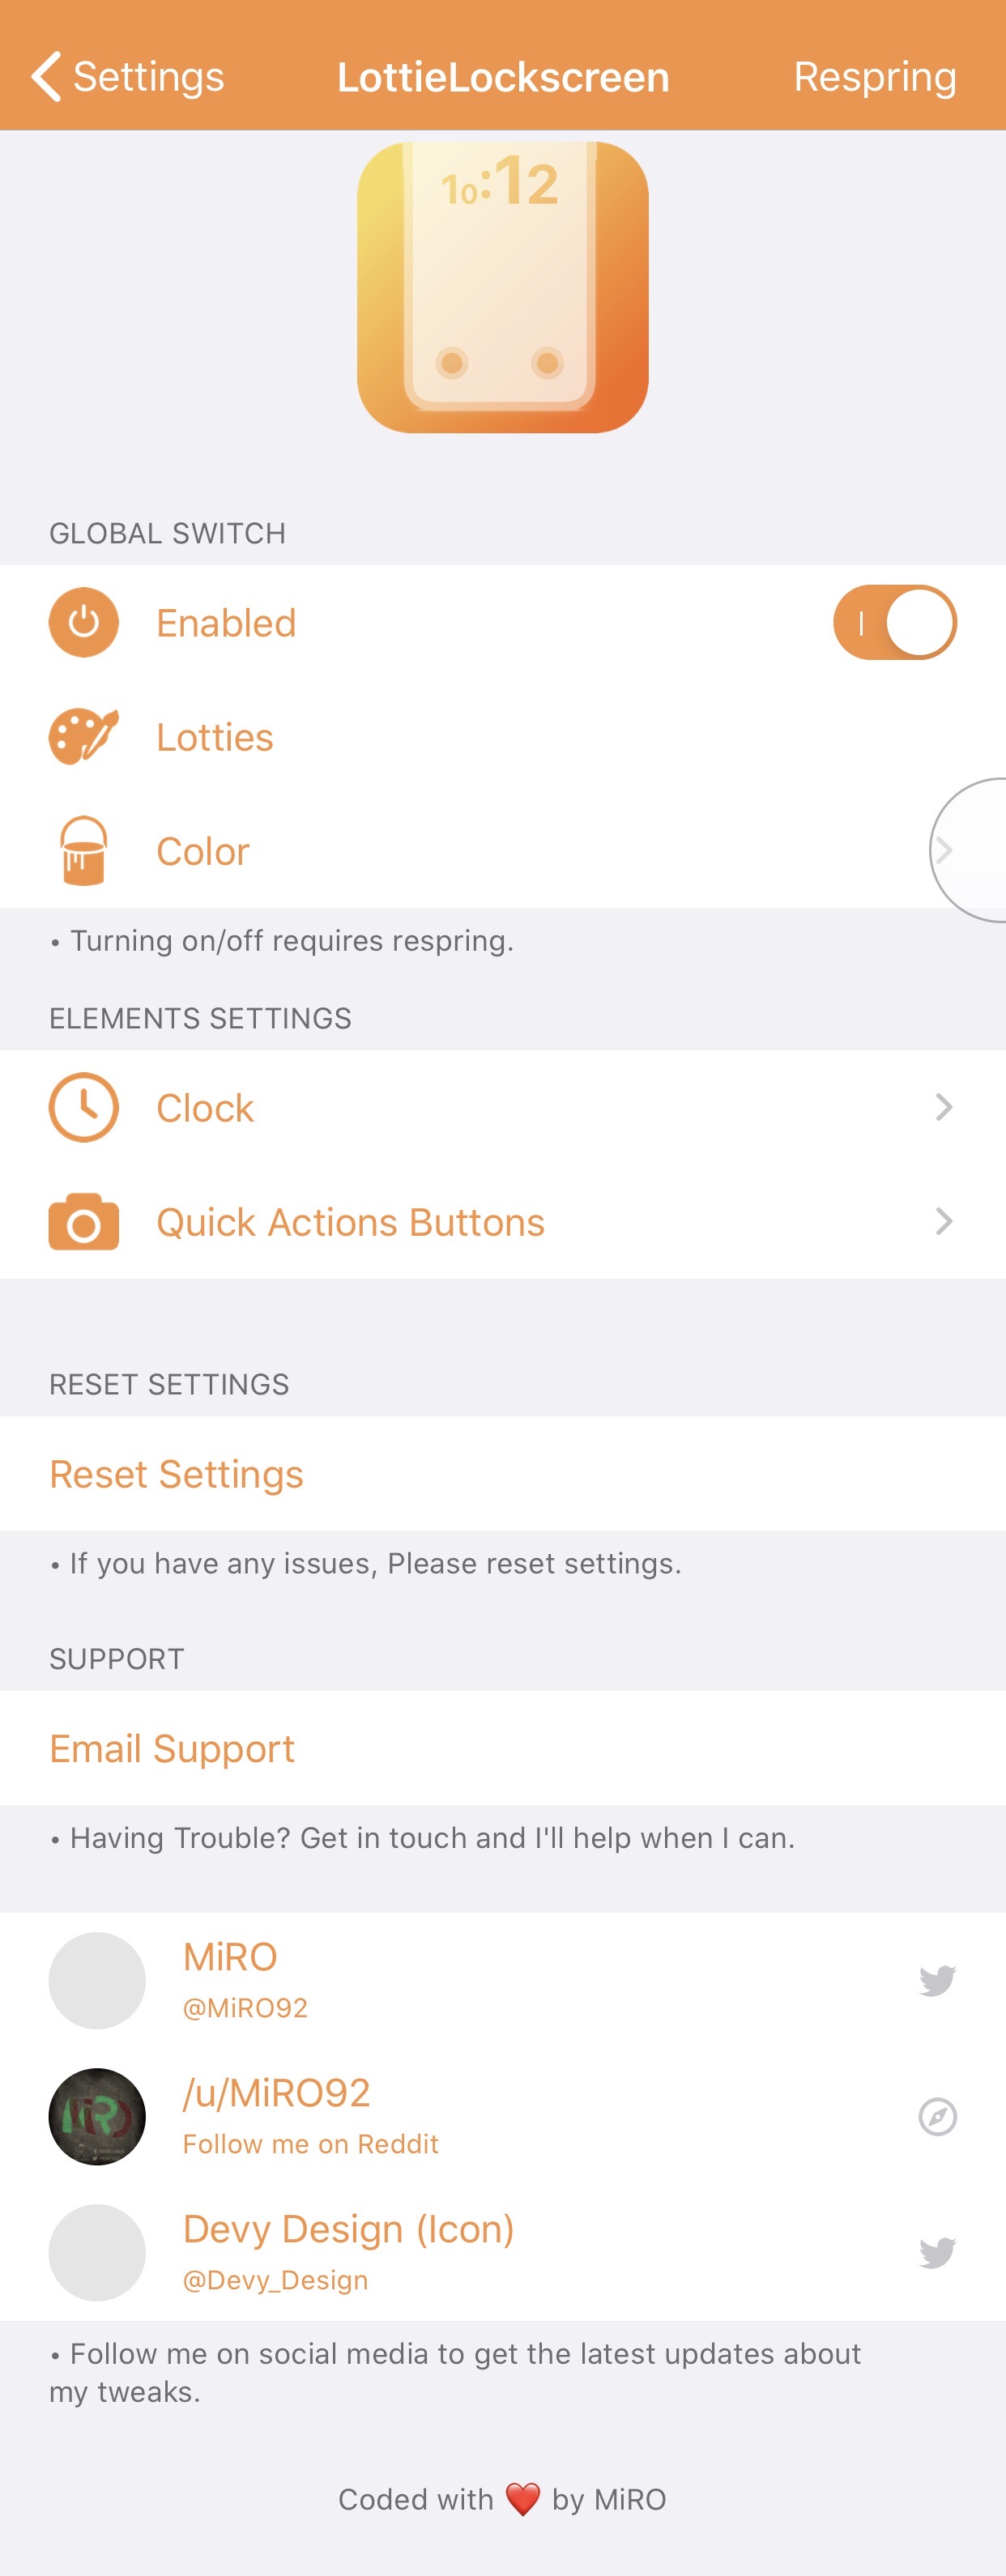 Settings
LottieLockscreen
Respring
10:12
GLOBAL SWITCH
Enabled
Lotties
Color
• Turning on/off requires respring.
ELEMENTS SETTINGS
Clock
Quick Actions Buttons
RESET SETTINGS
Reset Settings
• If you have any issues, Please reset settings.
SUPPORT
Email Support
• Having Trouble? Get in touch and I'll help when I can.
MiRO
@MiRO92
MiRO
/u/MiRO92
Follow me on Reddit
Devy Design (Icon)
@Devy_Design
• Follow me on social media to get the latest updates about
my tweaks.
Coded with ❤️ by MiRO